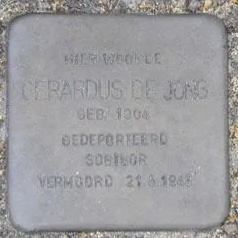 HIER WOONDE
GERARDUS DE JONG
GEB. 1904
GEDEPORTEERD
SOBIBOR
VERMOORD 21.5.1943